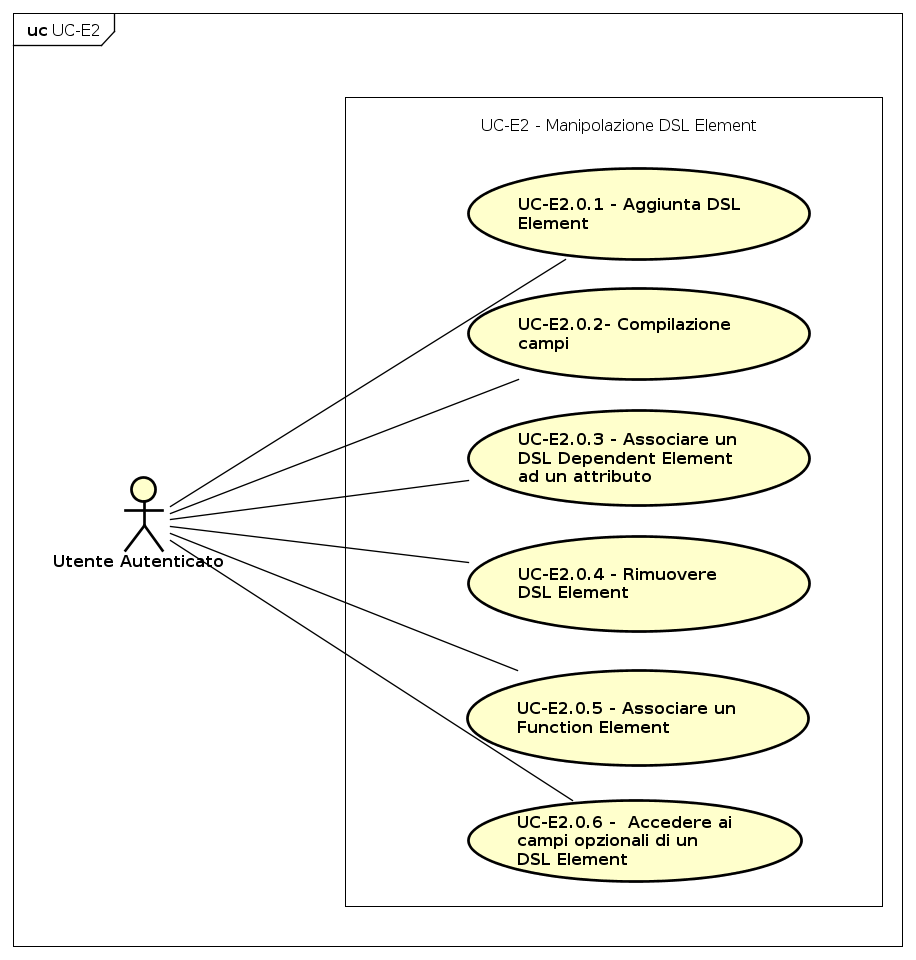 uc UC-E2
UC-E2 - Manipolazione DSL Element
UC-E2.0.1 - Aggiunta DSL
Element
UC-E2.0.2- Compilazione
campi
UC-E2.0.3 - Associare un
DSL Dependent Element
ad un attributo
Utente Autenticato
UC-E2.0.4 - Rimuovere
DSL Element
UC-E2.0.5 - Associare un
Function Element
UC-E2.0.6 -  Accedere ai
campi opzionali di un
DSL Element